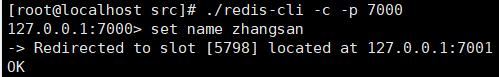 [root@localhost src]# ./redis-cli -c -p 7000
127.0.0.1:7000> set name zhangsan
-> Redirected to slot [5798] located at 127.0.0.1:7001
OK